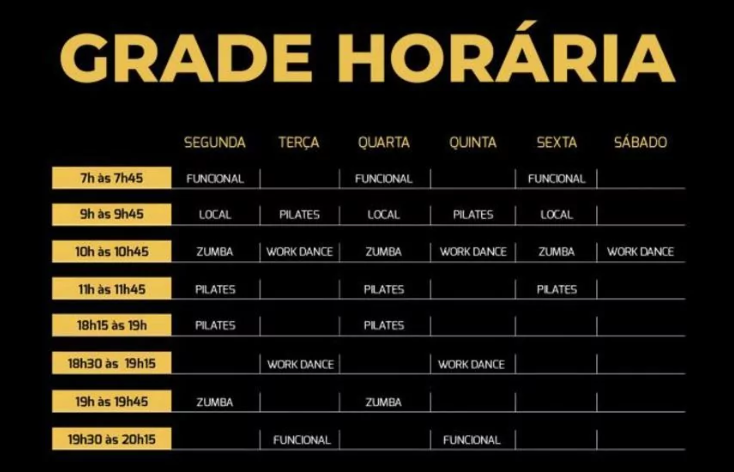 GRADE HORÁRIA
SEGUNDA TERÇA QUARTA QUINTA SEXTA SÁBADO
7h às 7h45 FUNCIONAL FUNCIONAL FUNCIONAL
9h às 9h45 LOCAL PILATES LOCAL PILATES LOCAL
10h às 10h45 ZUMBA WORK DANCE ZUMBA WORK DANCE ZUMBA WORK DANCE
11h às 11h45 PILATES PILATES PILATES
18h15 às 19h PILATES PILATES
18h30 às 19h15 WORK DANCE WORK DANCE
19h às 19h45 ZUMBA ZUMBA
19h30 às 20h15 FUNCIONAL FUNCIONAL